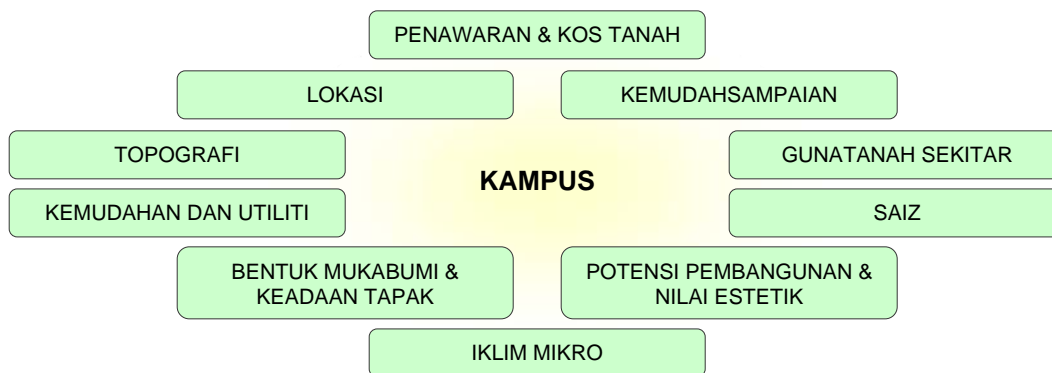 PENAWARAN & KOS TANAH
LOKASI
KEMUDAHSAMPAIAN
TOPOGRAFI
GUNATANAH SEKITAR
KAMPUS
KEMUDAHAN DAN UTILITI
SAIZ
BENTUK MUKABUMI &
KEADAAN TAPAK
POTENSI PEMBANGUNAN &
NILAI ESTETIK
IKLIM MIKRO